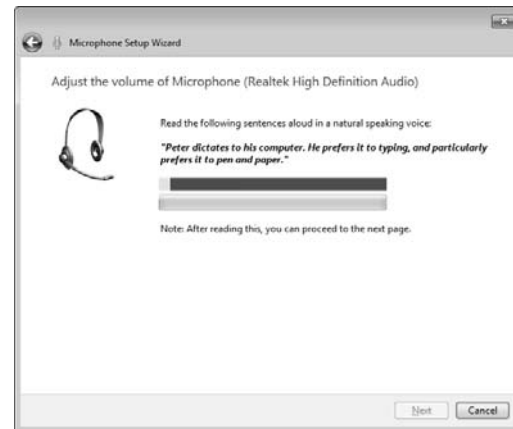 Microphone Setup Wizard
Adjust the volume of Microphone (Realtek High Definition Audio)
Read the following sentences aloud in a natural speaking voice:
"Peter dictates to his computer. He prefers it to typing, and particularly
prefers it to pen and paper."
Note: After reading this, you can proceed to the next page.
Next Cancel